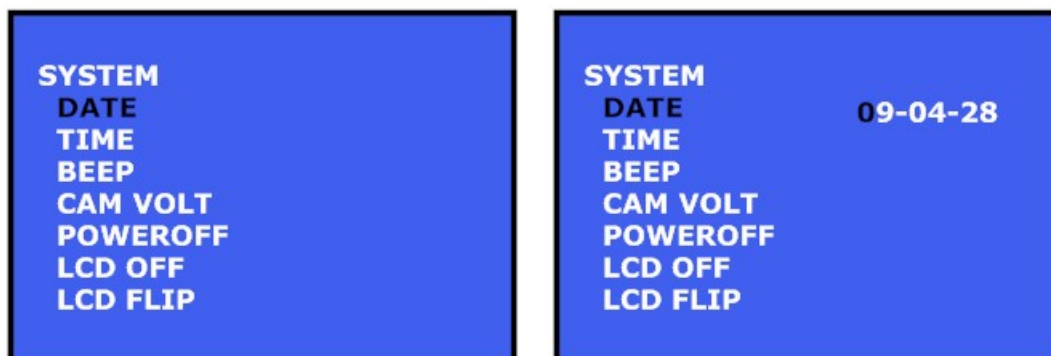 SYSTEM
DATE
TIME
BEEP
CAM VOLT
POWEROFF
LCD OFF
LCD FLIP
SYSTEM
DATE 09-04-28
TIME
BEEP
CAM VOLT
POWEROFF
LCD OFF
LCD FLIP